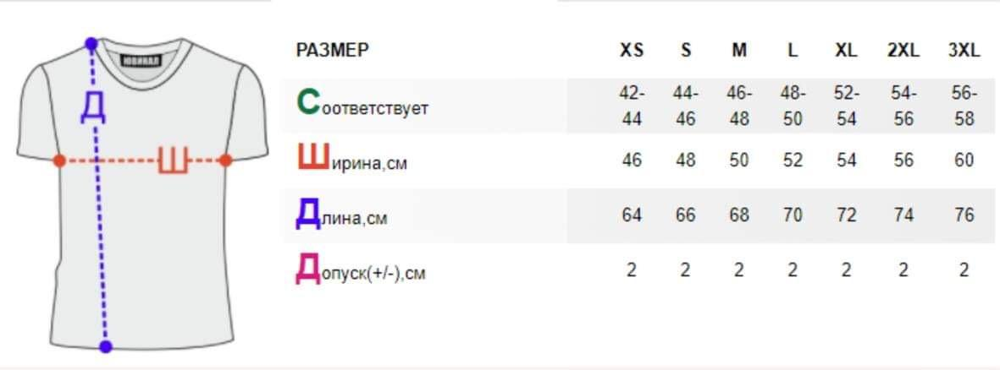 ЮВИНАЛ
Д
Ш
РАЗМЕР XS S M L XL 2XL 3XL
Соответствует 42-44 44-46 46-48 48-50 52-54 54-56 56-58
Ширина,см 46 48 50 52 54 56 60
Длина,см 64 66 68 70 72 74 76
Допуск(+/-),см 2 2 2 2 2 2 2